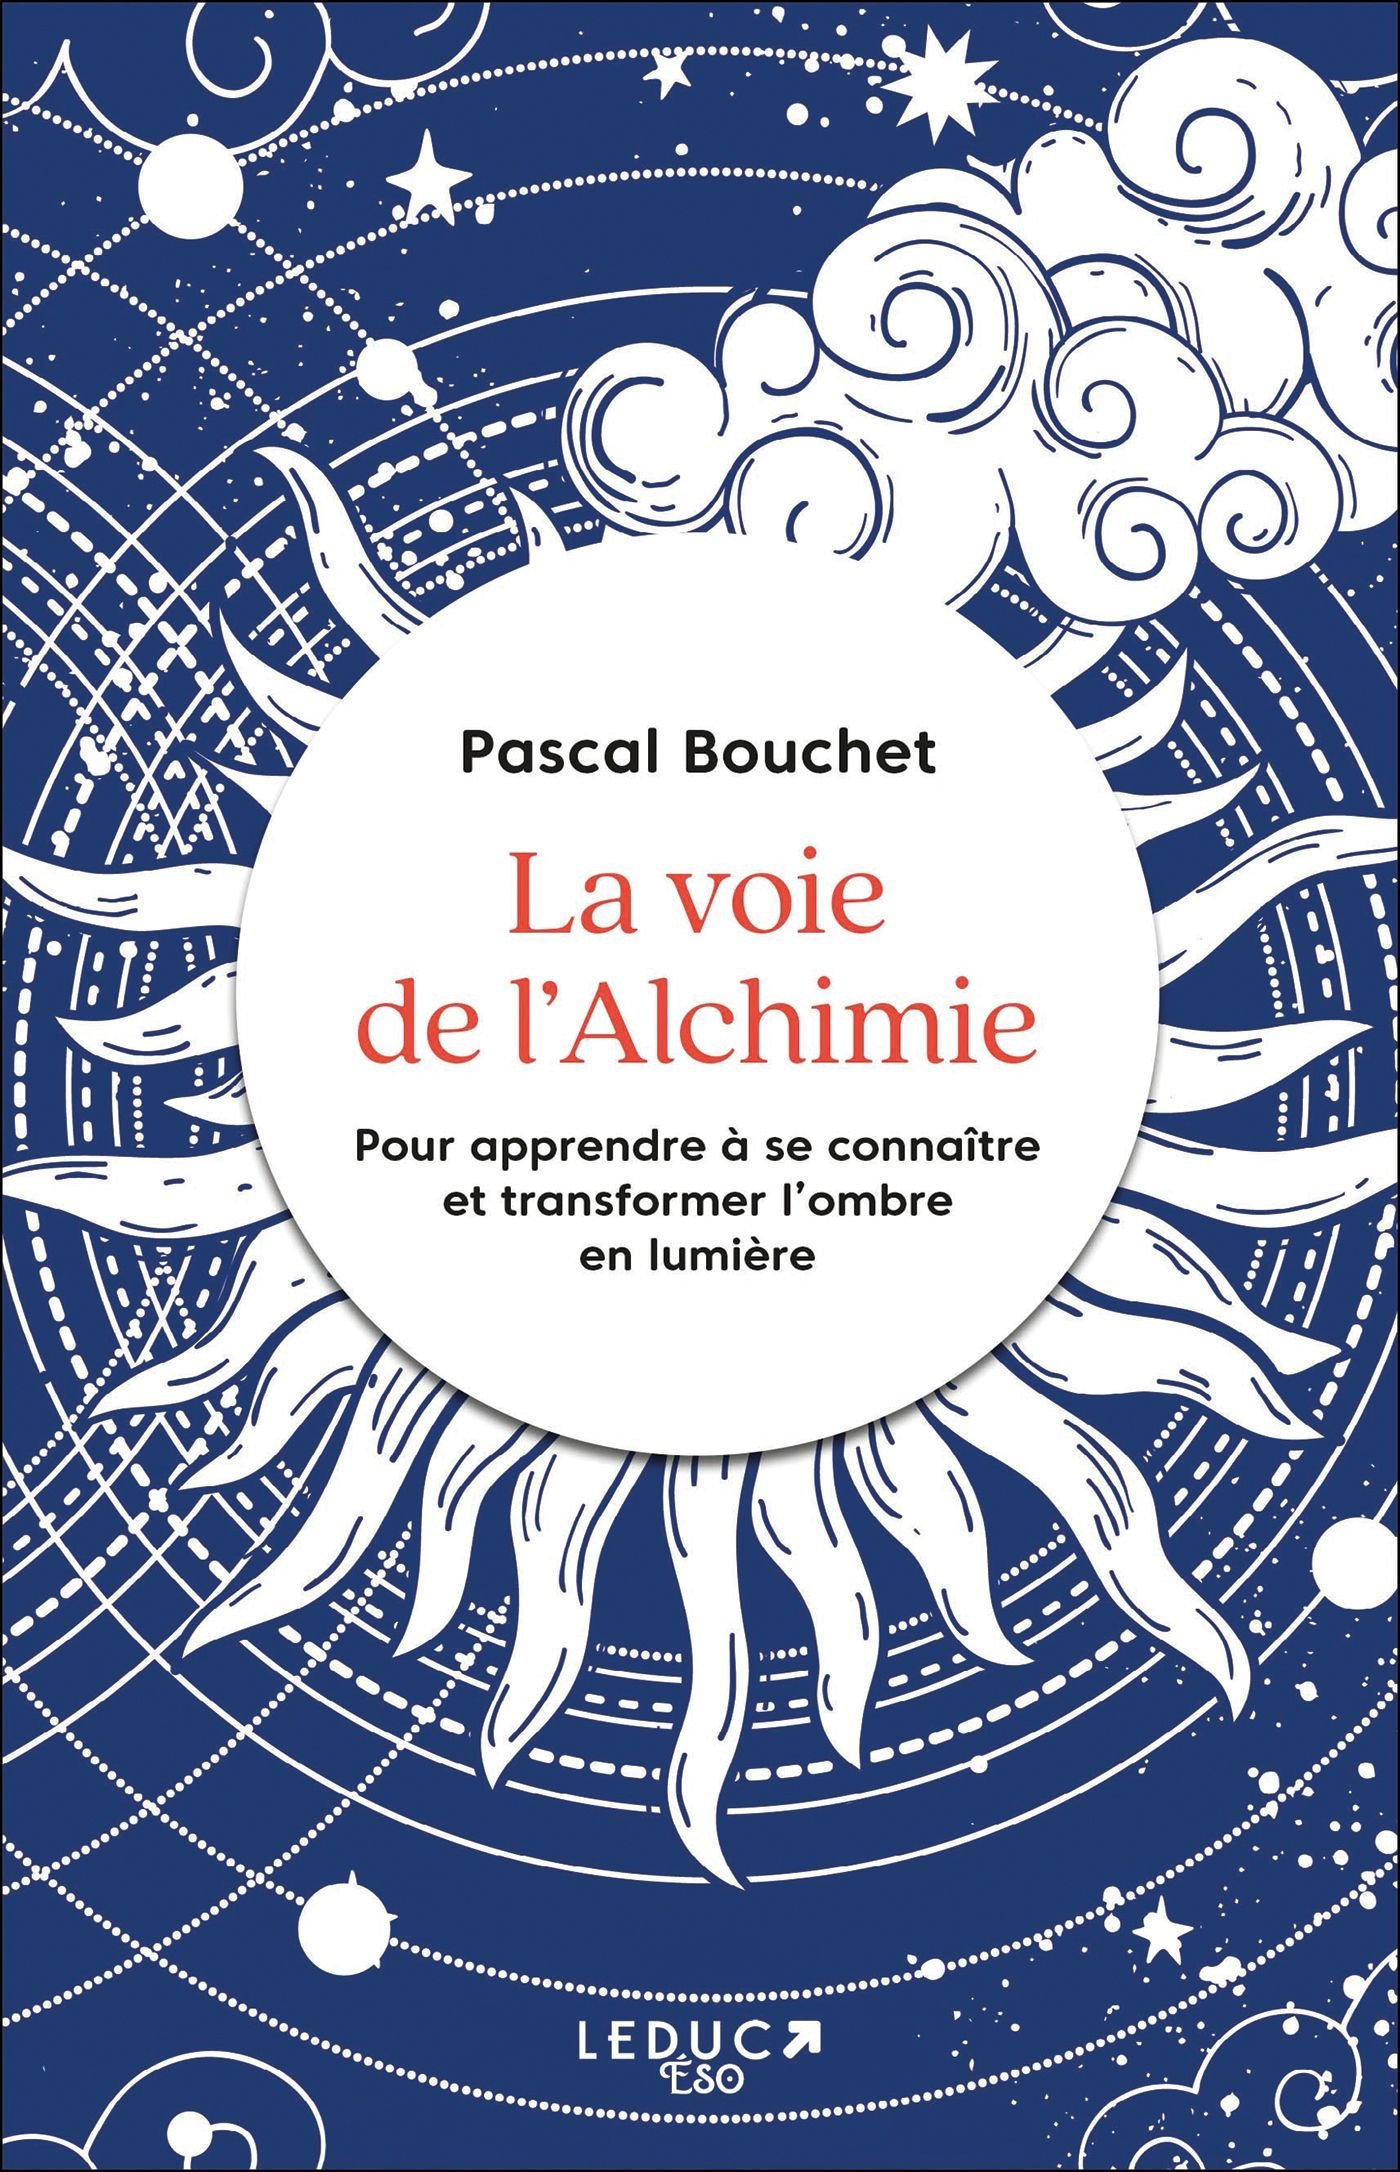 Pascal Bouchet
La voie
de l'Alchimie
Pour apprendre à se connaître
et transformer l'ombre
en lumière
LEDUC
ÉSO